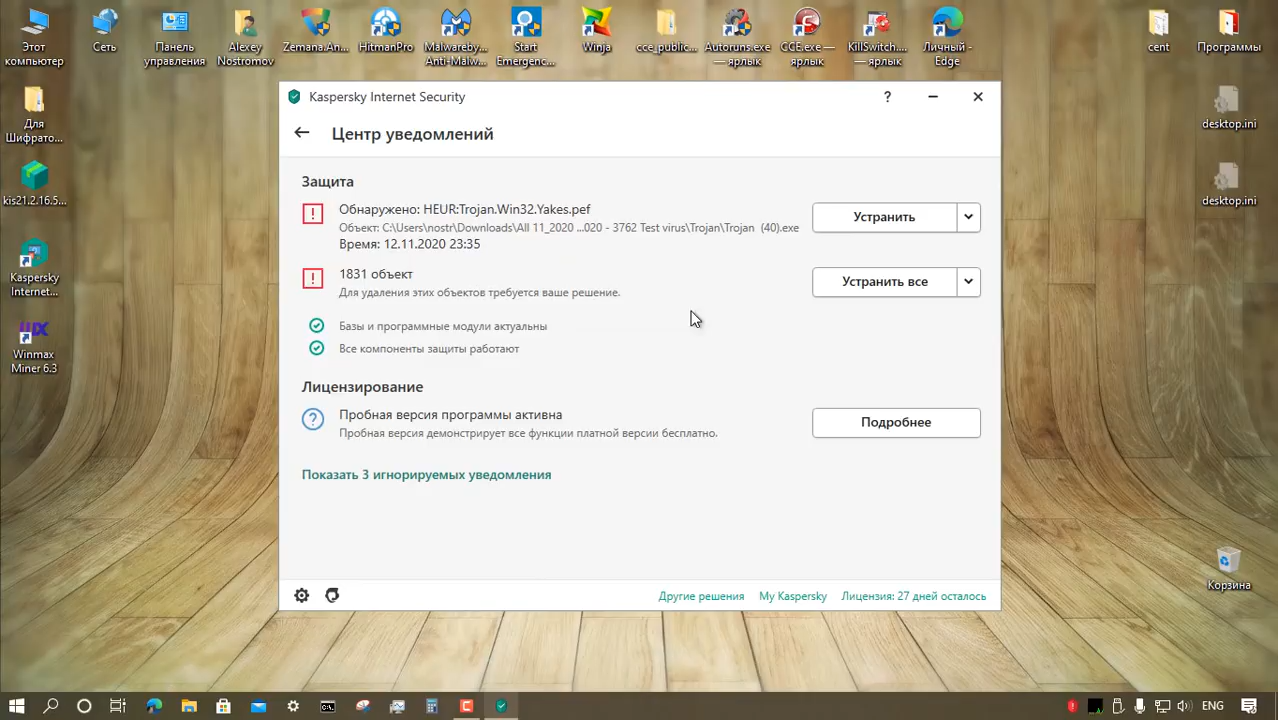 Этот
компьютер
Сеть
Панель
управления
Alexey
Nostromov
Zemana.An...
HitmanPro
Malwareby...
Anti-Malw...
Start
Emergenc...
Winja
cce_public...
Autoruns.exe
— ярлык
CCE.exe —
ярлык
KillSwitch....
— ярлык
Личный -
Edge
cent
Программы
Для
Шифрато...
kis21.2.16.5...
Kaspersky
Internet...
Winmax
Miner 6.3
desktop.ini
desktop.ini
Корзина
Kaspersky Internet Security
?
Центр уведомлений
Защита
Обнаружено: HEUR:Trojan.Win32.Yakes.pef
Объект: C:\Users\nostr\Downloads\All 11_2020 ...020 - 3762 Test virus\Trojan\Trojan (40).exe
Время: 12.11.2020 23:35
Устранить
1831 объект
Для удаления этих объектов требуется ваше решение.
Устранить все
Базы и программные модули актуальны
Все компоненты защиты работают
Лицензирование
Пробная версия программы активна
Пробная версия демонстрирует все функции платной версии бесплатно.
Подробнее
Показать 3 игнорируемых уведомления
Другие решения My Kaspersky Лицензия: 27 дней осталось
ENG